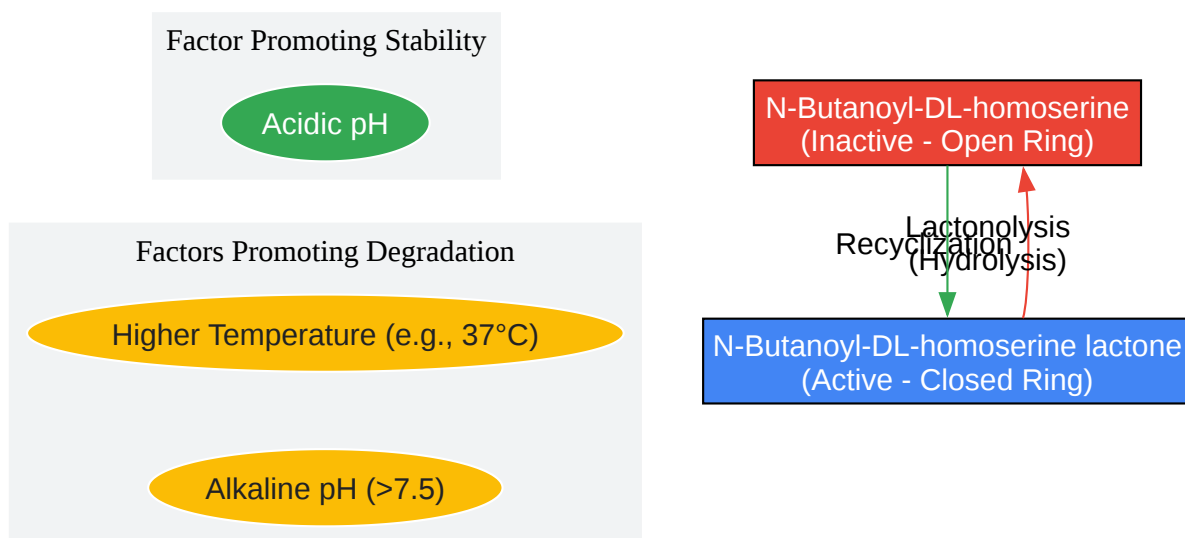 Factor Promoting Stability
Acidic pH
Factors Promoting Degradation
Higher Temperature (e.g., 37°C)
Alkaline pH (>7.5)
N-Butanoyl-DL-homoserine
(Inactive - Open Ring)
Recyclization
Lactonolysis
(Hydrolysis)
N-Butanoyl-DL-homoserine lactone
(Active - Closed Ring)